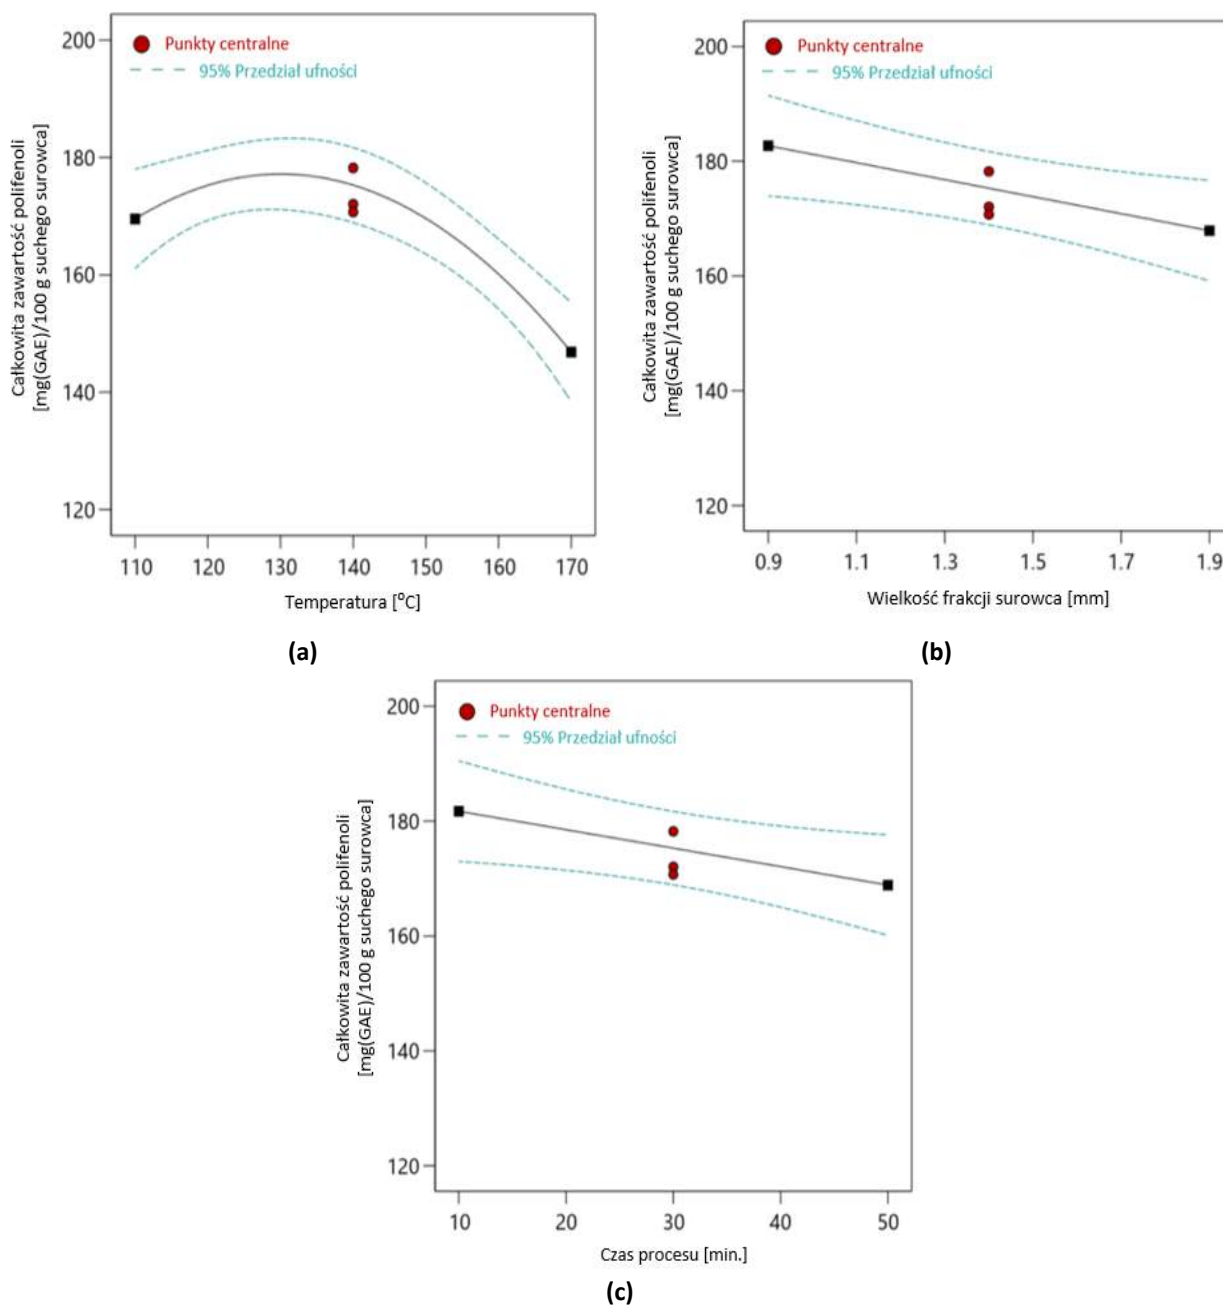 200
180
160
140
120
Punkty centralne
95% Przedział ufności
Całkowita zawartość polifenoli
[mg(GAE)/100 g suchego surowca]
110 120 130 140 150 160 170
Temperatura [°C]
(a)
200
180
160
140
120
Punkty centralne
95% Przedział ufności
Całkowita zawartość polifenoli
[mg(GAE)/100 g suchego surowca]
0.9 1.1 1.3 1.5 1.7 1.9
Wielkość frakcji surowca [mm]
(b)
200
180
160
140
120
Punkty centralne
95% Przedział ufności
Całkowita zawartość polifenoli
[mg(GAE)/100 g suchego surowca]
10 20 30 40 50
Czas procesu [min.]
(c)